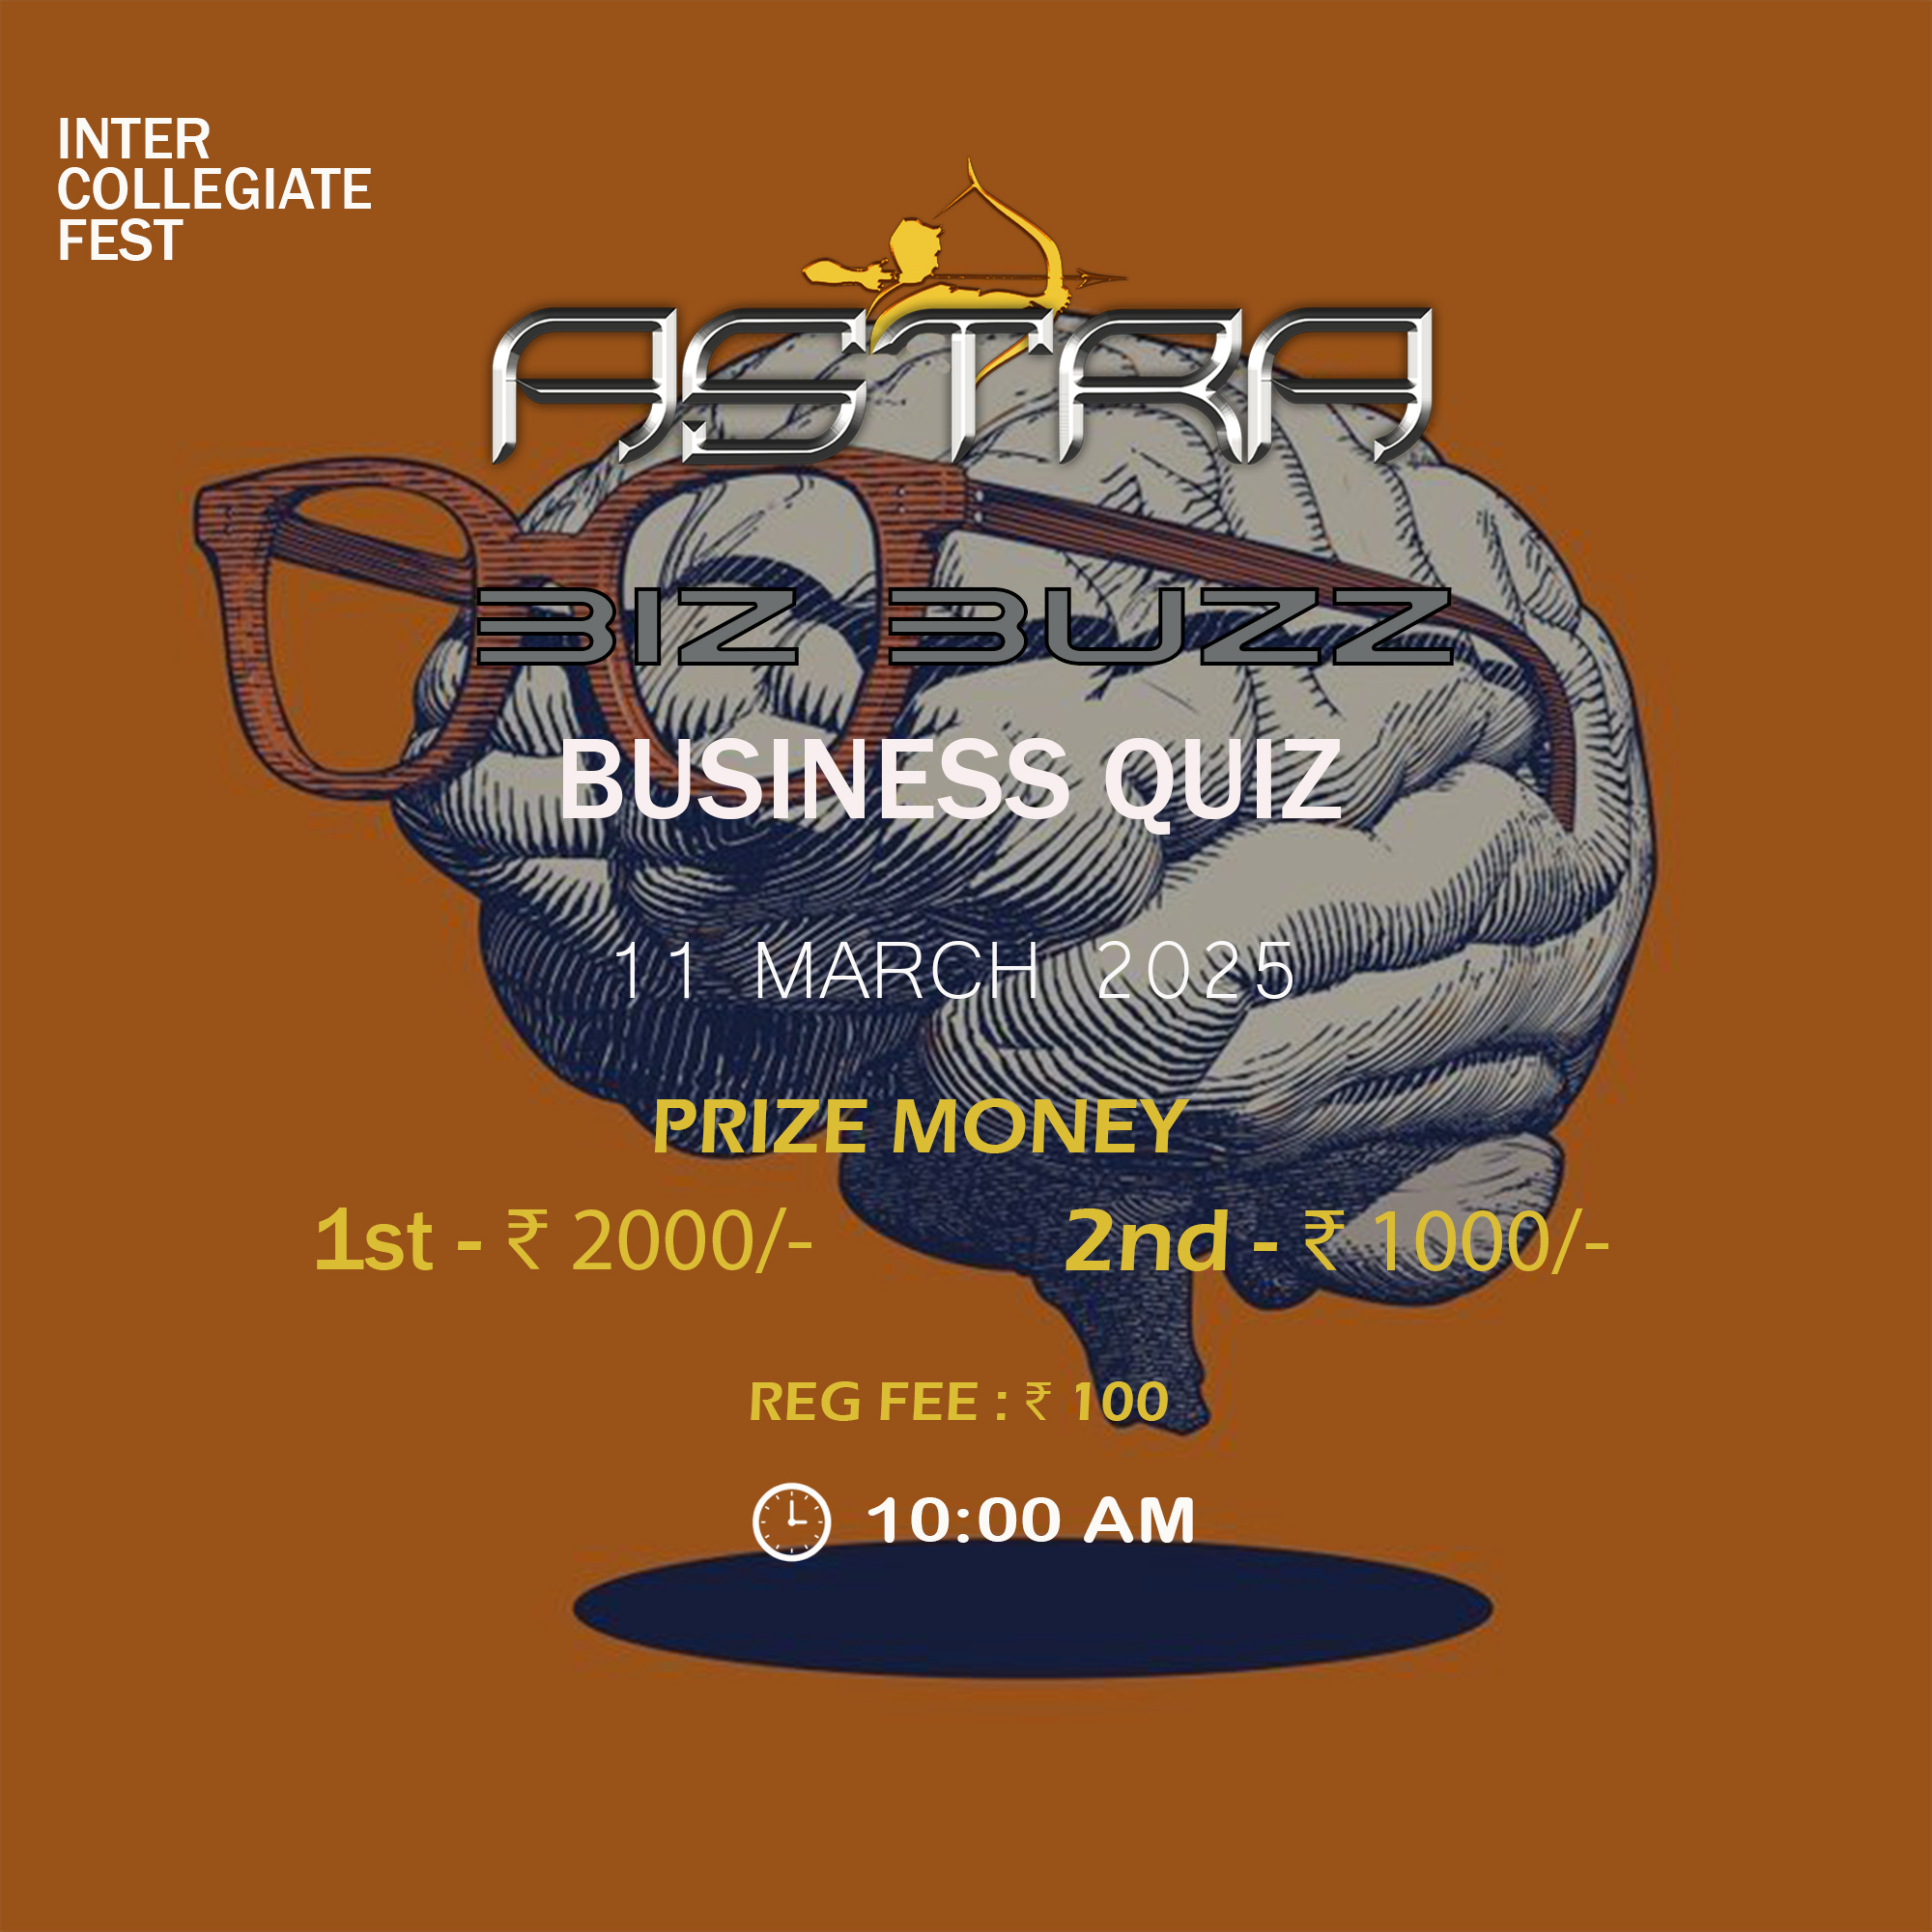 INTER
COLLEGIATE
FEST
ASTRA
BIZ BUZZ
BUSINESS QUIZ
11 MARCH 2025
PRIZE MONEY
1st - ₹ 2000/-
2nd - ₹ 1000/-
REG FEE : ₹ 100
10:00 AM